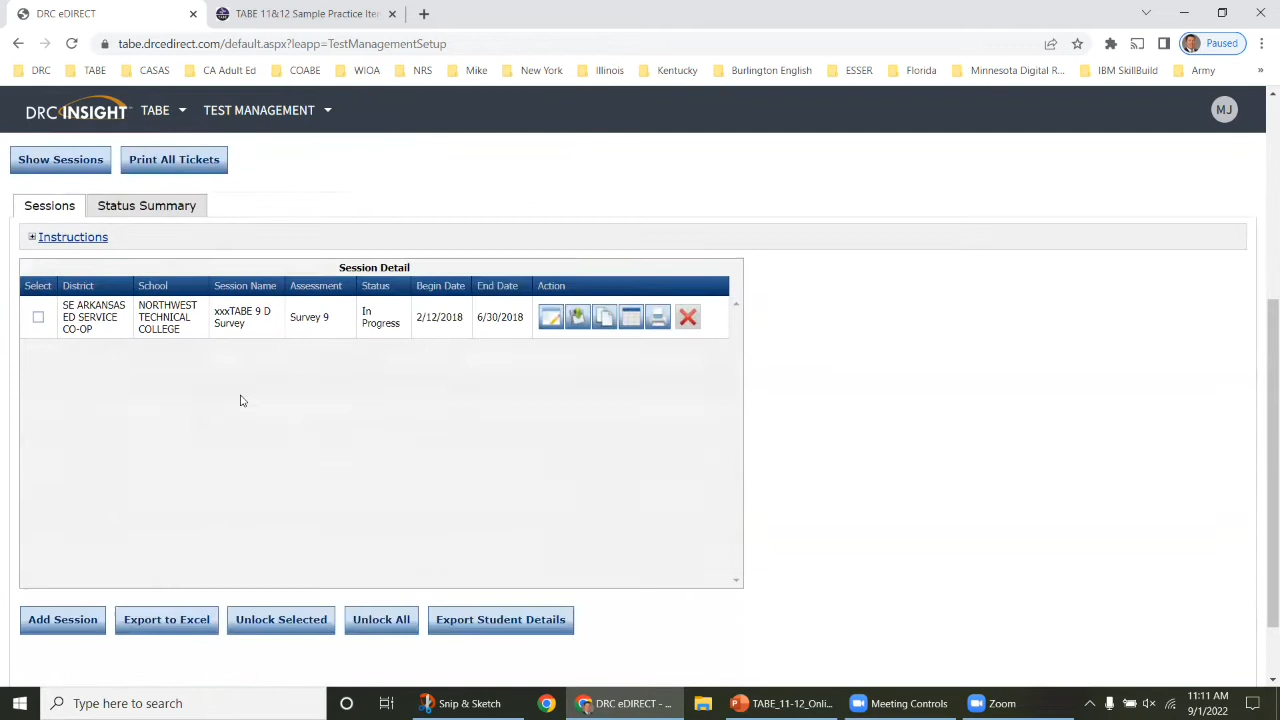 DRC eDIRECT
TABE 11&12 Sample Practice Iter
tabe.drcedirect.com/default.aspx?leapp=TestManagementSetup
Paused
DRC TABE CASAS CA Adult Ed COABE WIOA NRS Mike New York Illinois Kentucky Burlington English ESSER Florida Minnesota Digital R... IBM SkillBuild Army »
DRC INSIGHT TABE TEST MANAGEMENT MJ
Show Sessions Print All Tickets
Sessions Status Summary
Instructions
Session Detail
Select District School Session Name Assessment Status Begin Date End Date Action
SE ARKANSAS ED SERVICE CO-OP NORTHWEST TECHNICAL COLLEGE xxxTABE 9 D Survey Survey 9 In Progress 2/12/2018 6/30/2018
Add Session Export to Excel Unlock Selected Unlock All Export Student Details
Type here to search
Snip & Sketch
DRC eDIRECT - ...
TABE_11-12_Onli...
Meeting Controls
Zoom
11:11 AM
9/1/2022